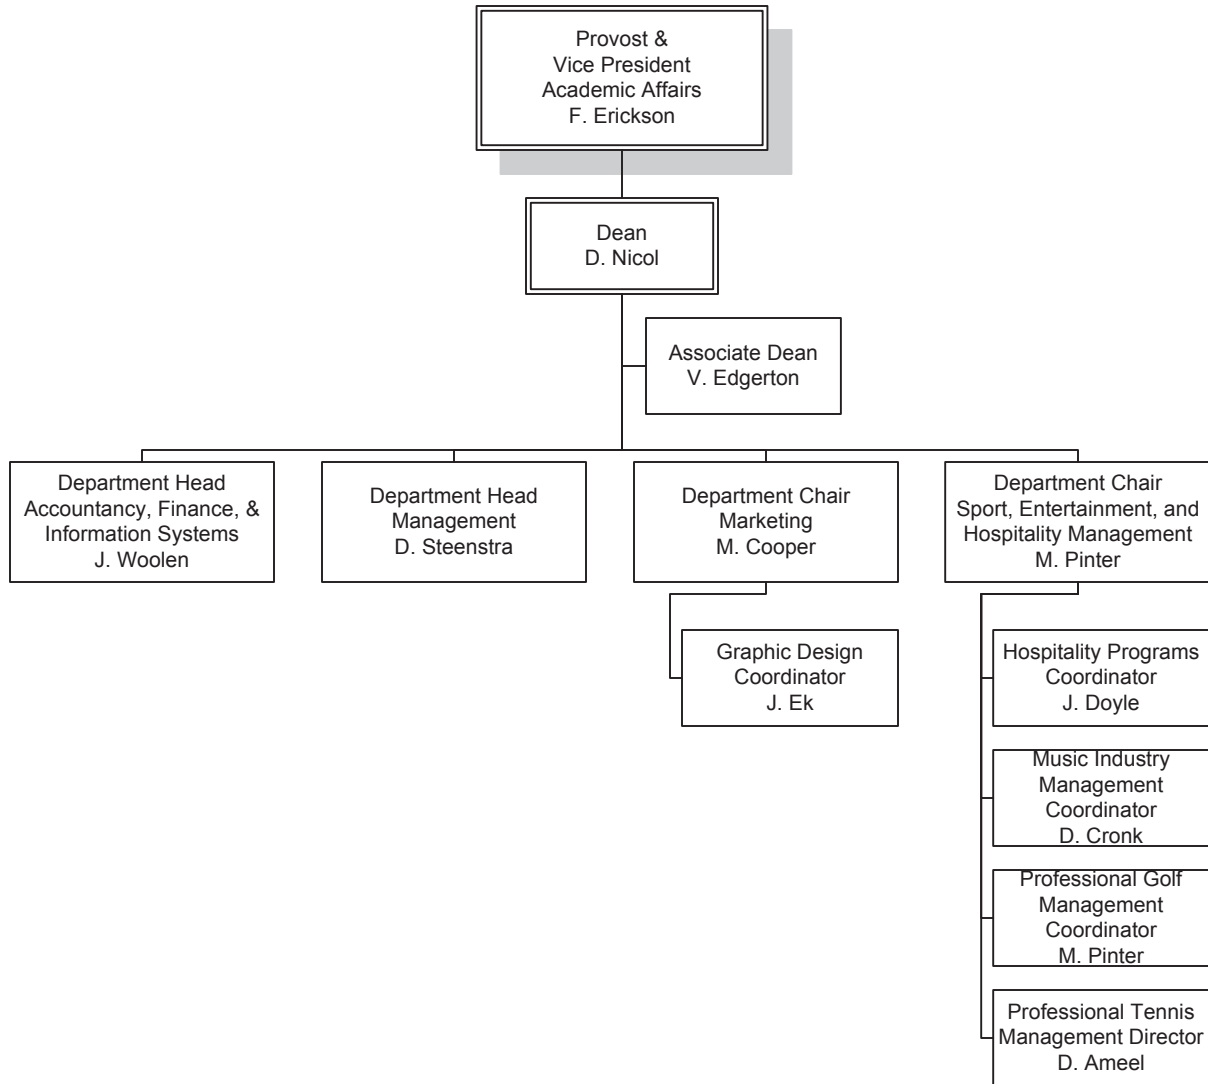 Provost &
Vice President
Academic Affairs
F. Erickson
Dean
D. Nicol
Associate Dean
V. Edgerton
Department Head
Accountancy, Finance, &
Information Systems
J. Woolen
Department Head
Management
D. Steenstra
Department Chair
Marketing
M. Cooper
Department Chair
Sport, Entertainment, and
Hospitality Management
M. Pinter
Graphic Design
Coordinator
J. Ek
Hospitality Programs
Coordinator
J. Doyle
Music Industry
Management
Coordinator
D. Cronk
Professional Golf
Management
Coordinator
M. Pinter
Professional Tennis
Management Director
D. Ameel